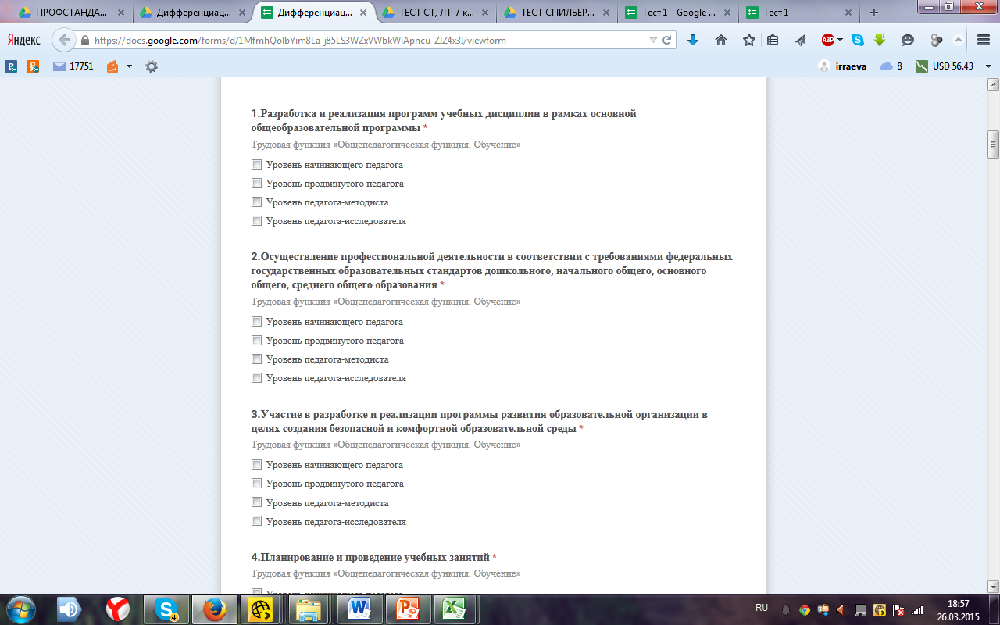 ПРОФСТАНДА...
Дифференциац...
Дифференциац...
ТЕСТ СТ, ЛТ-7 к...
ТЕСТ СПИЛБЕР...
Тест1 - Google ...
Тест1
Яндекс
https://docs.google.com/forms/d/1MfmhQoIbYim8La_j85LS3WZxVWbkWiApncu-ZIZ4x3I/viewform
ABP
17751
irraeva
8
USD 56.43
1.Разработка и реализация программ учебных дисциплин в рамках основной
общеобразовательной программы *
Трудовая функция «Общепедагогическая функция. Обучение»
Уровень начинающего педагога
Уровень продвинутого педагога
Уровень педагога-методиста
Уровень педагога-исследователя
2.Осуществление профессиональной деятельности в соответствии с требованиями федеральных
государственных образовательных стандартов дошкольного, начального общего, основного
общего, среднего общего образования *
Трудовая функция «Общепедагогическая функция. Обучение»
Уровень начинающего педагога
Уровень продвинутого педагога
Уровень педагога-методиста
Уровень педагога-исследователя
3.Участие в разработке и реализации программы развития образовательной организации в
целях создания безопасной и комфортной образовательной среды *
Трудовая функция «Общепедагогическая функция. Обучение»
Уровень начинающего педагога
Уровень продвинутого педагога
Уровень педагога-методиста
Уровень педагога-исследователя
4.Планирование и проведение учебных занятий *
Трудовая функция «Общепедагогическая функция. Обучение»
4
RU
18:57
26.03.2015